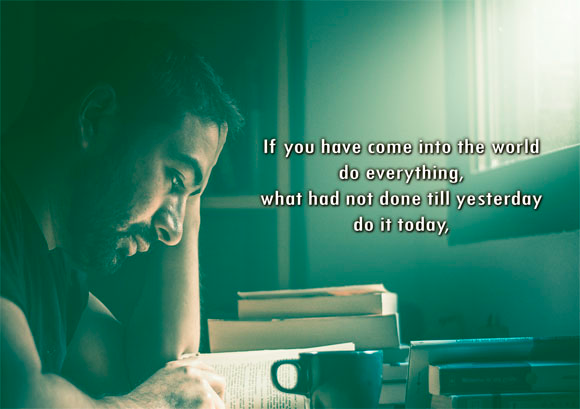 If you have come into the world
do everything,
what had not done till yesterday
do it today,